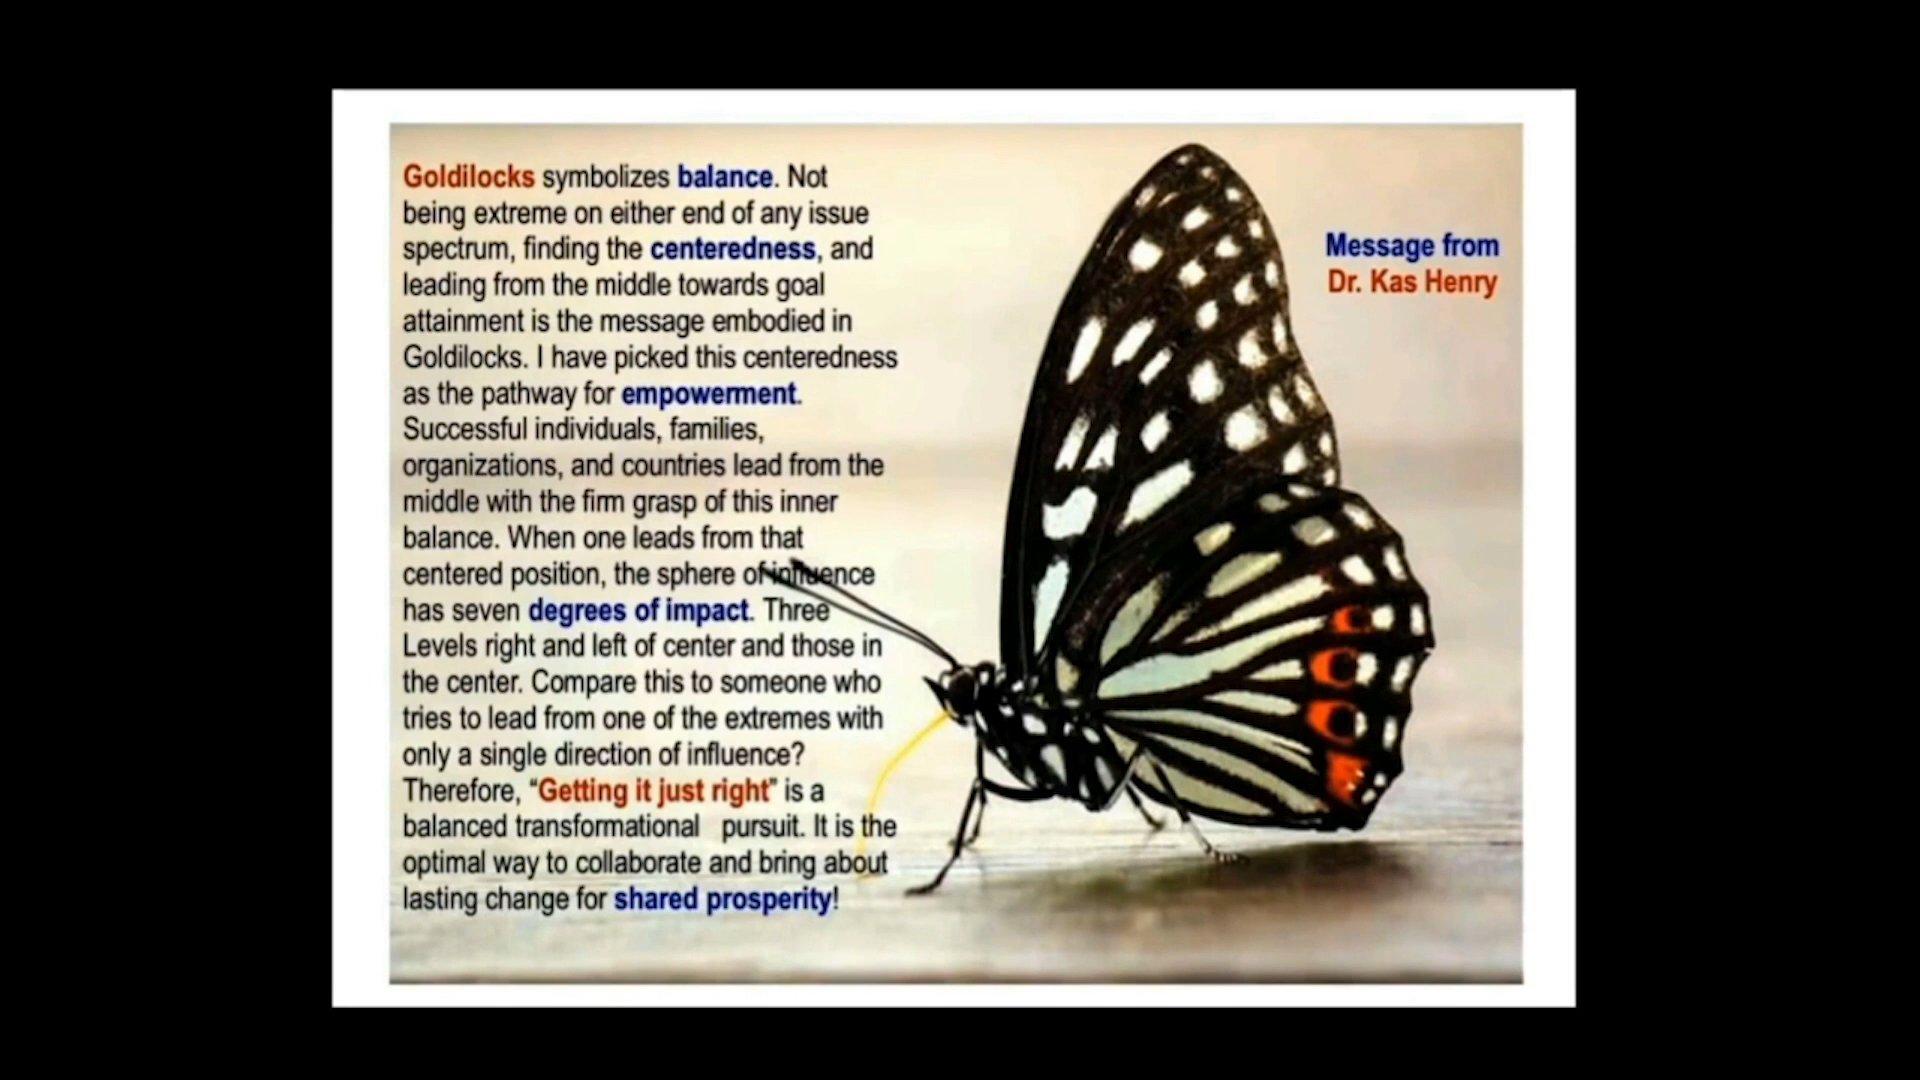 Goldilocks symbolizes balance. Not
being extreme on either end of any issue
spectrum, finding the centeredness, and
leading from the middle towards goal
attainment is the message embodied in
Goldilocks. I have picked this centeredness
as the pathway for empowerment.
Successful individuals, families,
organizations, and countries lead from the
middle with the firm grasp of this inner
balance. When one leads from that
centered position, the sphere of influence
has seven degrees of impact. Three
Levels right and left of center and those in
the center. Compare this to someone who
tries to lead from one of the extremes with
only a single direction of influence?
Therefore, “Getting it just right” is a
balanced transformational pursuit. It is the
optimal way to collaborate and bring about
lasting change for shared prosperity!
Message from
Dr. Kas Henry